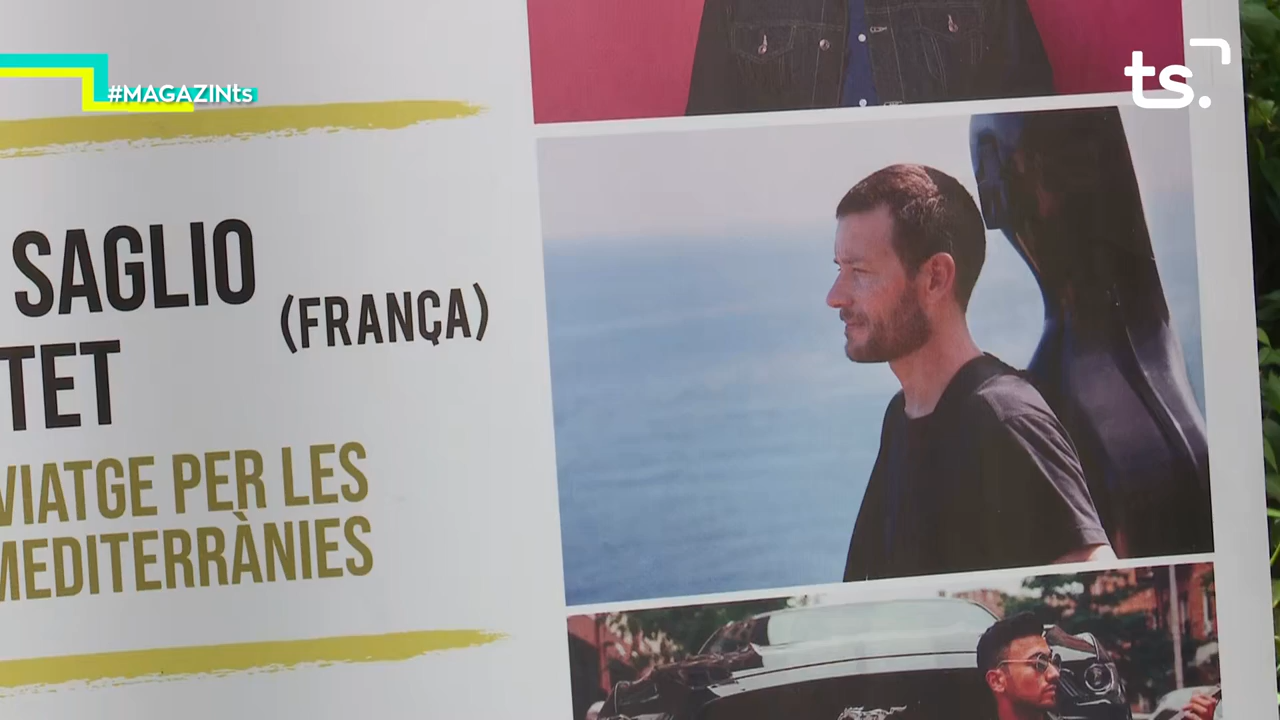 #MAGAZINts
ts.
SAGLIO
(FRANÇA)
TET
VIATGE PER LES
MEDITERRÀNIES